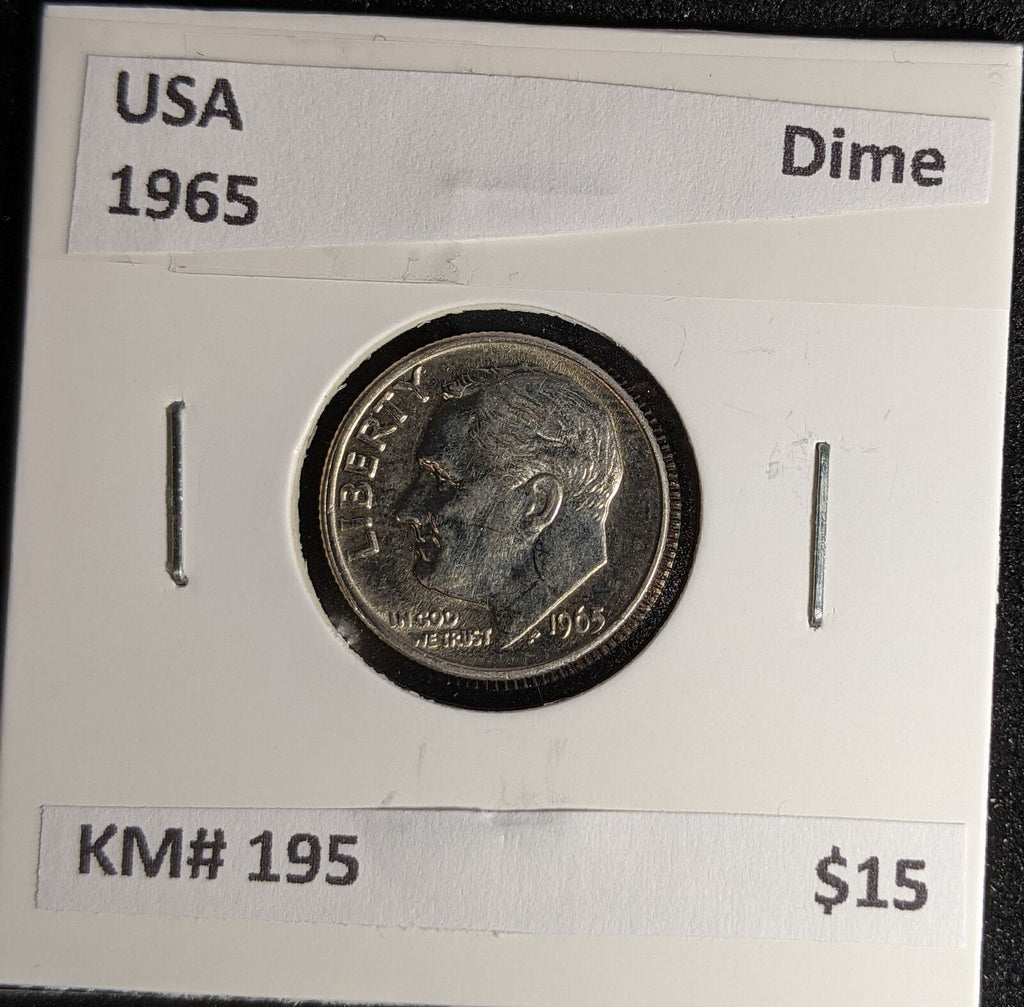 USA
Dime
1965
LIBERTY
IN GOD
WE TRUST
1965
KM# 195
$15